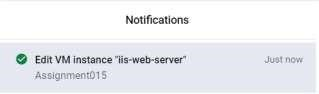 Notifications
Edit VM instance "iis-web-server"
Just now
Assignment015